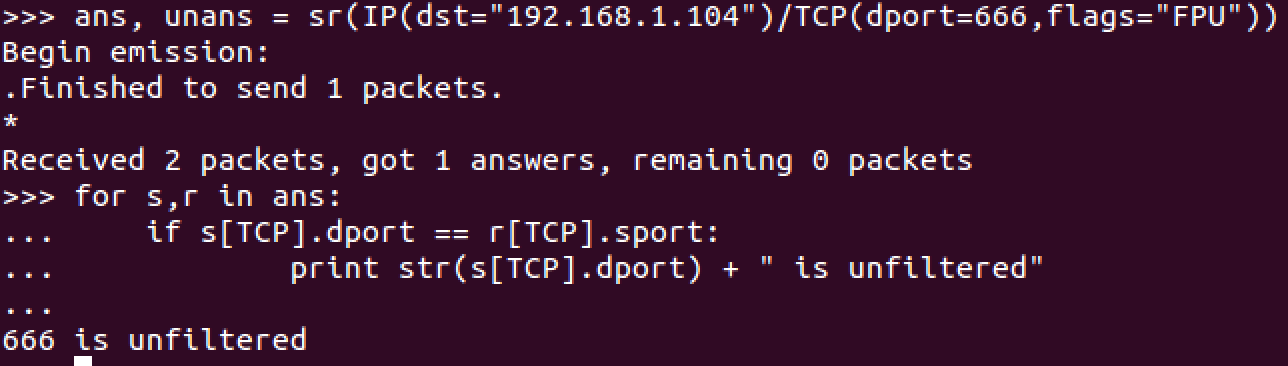 >>> ans, unans = sr(IP(dst="192.168.1.104")/TCP(dport=666,flags="FPU"))
Begin emission:
.Finished to send 1 packets.
*
Received 2 packets, got 1 answers, remaining 0 packets
>>> for s,r in ans:
...     if s[TCP].dport == r[TCP].sport:
...             print str(s[TCP].dport) + " is unfiltered"
...
666 is unfiltered